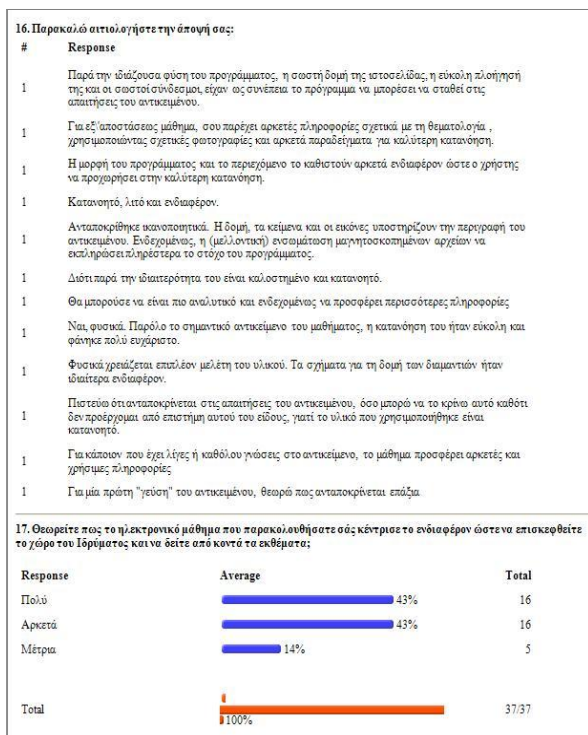 16. Παρακαλώ αιτιολογήστε την άποψή σας:
# Response
1 Παρά την ιδιάζουσα φύση του προγράμματος, η σωστή δομή της ιστοσελίδας, η εύκολη πλοήγησή
της και οι σωστοί σύνδεσμοι, είχαν ως συνέπεια το πρόγραμμα να μπορέσει να σταθεί στις
απαιτήσεις του αντικειμένου.
1 Για εξ'αποστάσεως μάθημα, σου παρέχει αρκετές πληροφορίες σχετικά με τη θεματολογία ,
χρησιμοποιώντας σχετικές φωτογραφίες και αρκετά παραδείγματα για καλύτερη κατανόηση.
1 Η μορφή του προγράμματος και το περιεχόμενο το καθιστούν αρκετά ενδιαφέρον ώστε ο χρήστης
να προχωρήσει στην καλύτερη κατανόηση.
1 Κατανοητό, λιτό και ενδιαφέρον.
1 Ανταποκρίθηκε ικανοποιητικά. Η δομή, τα κείμενα και οι εικόνες υποστηρίζουν την περιγραφή του
αντικειμένου. Ενδεχομένως, η (μελλοντική) ενσωμάτωση μαγνητοσκοπημένων αρχείων να
εκπληρώσει πληρέστερα το στόχο του προγράμματος.
1 Διότι παρά την ιδιαιτερότητα του είναι καλοστημένο και κατανοητό.
1 Θα μπορούσε να είναι πιο αναλυτικό και ενδεχομένως να προσφέρει περισσότερες πληροφορίες
1 Ναι, φυσικά. Παρόλο το σημαντικό αντικείμενο του μαθήματος, η κατανόηση του ήταν εύκολη και
φάνηκε πολύ ευχάριστο.
1 Φυσικά χρειάζεται επιπλέον μελέτη του υλικού. Τα σχήματα για τη δομή των διαμαντιών ήταν
ιδιαίτερα ενδιαφέρον.
1 Πιστεύω ότι ανταποκρίνεται στις απαιτήσεις του αντικειμένου, όσο μπορώ να το κρίνω αυτό καθότι
δεν προέρχομαι από επιστήμη αυτού του είδους, γιατί το υλικό που χρησιμοποιήθηκε είναι
κατανοητό.
1 Για κάποιον που έχει λίγες ή καθόλου γνώσεις στο αντικείμενο, το μάθημα προσφέρει αρκετές και
χρήσιμες πληροφορίες
1 Για μία πρώτη "γεύση" του αντικειμένου, θεωρώ πως ανταποκρίνεται επάξια
17. Θεωρείτε πως το ηλεκτρονικό μάθημα που παρακολουθήσατε σάς κέντρισε το ενδιαφέρον ώστε να επισκεφθείτε
το χώρο του Ιδρύματος και να δείτε από κοντά τα εκθέματα;
Response Average Total
Πολύ 43% 16
Αρκετά 43% 16
Μέτρια 14% 5
Total 100% 37/37